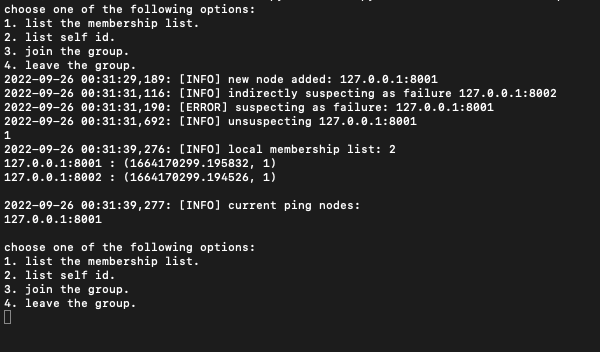 choose one of the following options:
1. list the membership list.
2. list self id.
3. join the group.
4. leave the group.
2022-09-26 00:31:29,189: [INFO] new node added: 127.0.0.1:8001
2022-09-26 00:31:31,116: [INFO] indirectly suspecting as failure 127.0.0.1:8002
2022-09-26 00:31:31,190: [ERROR] suspecting as failure: 127.0.0.1:8001
2022-09-26 00:31:31,692: [INFO] unsuspecting 127.0.0.1:8001
1
2022-09-26 00:31:39,276: [INFO] local membership list: 2
127.0.0.1:8001 : (1664170299.195832, 1)
127.0.0.1:8002 : (1664170299.194526, 1)
2022-09-26 00:31:39,277: [INFO] current ping nodes:
127.0.0.1:8001
choose one of the following options:
1. list the membership list.
2. list self id.
3. join the group.
4. leave the group.